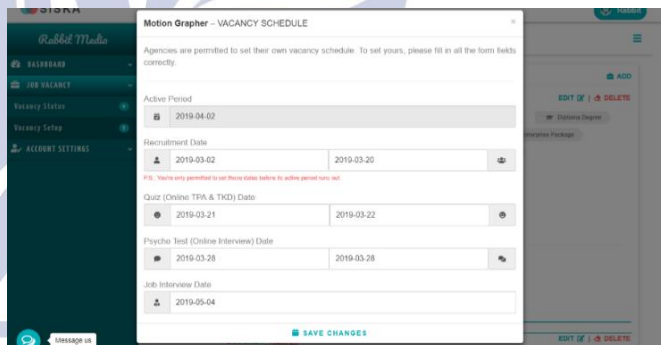 SISKA
Rabbit
Rabbit Media
DASHBOARD
JOB VACANCY
Vacancy Status
Vacancy Setup
ACCOUNT SETTINGS
Message us
Motion Grapher – VACANCY SCHEDULE
×
Agencies are permitted to set their own vacancy schedule. To set yours, please fill in all the form fields
correctly.
Active Period
2019-04-02
Recruitment Date
2019-03-02 2019-03-20
P.S.: You're only permitted to set these dates before its active period runs out
Quiz (Online TPA & TKD) Date
2019-03-21 2019-03-22
Psycho Test (Online Interview) Date
2019-03-28 2019-03-28
Job Interview Date
2019-05-04
SAVE CHANGES
ADD
EDIT | DELETE
Diploma Degree
Enterprise Package
EDIT | DELETE